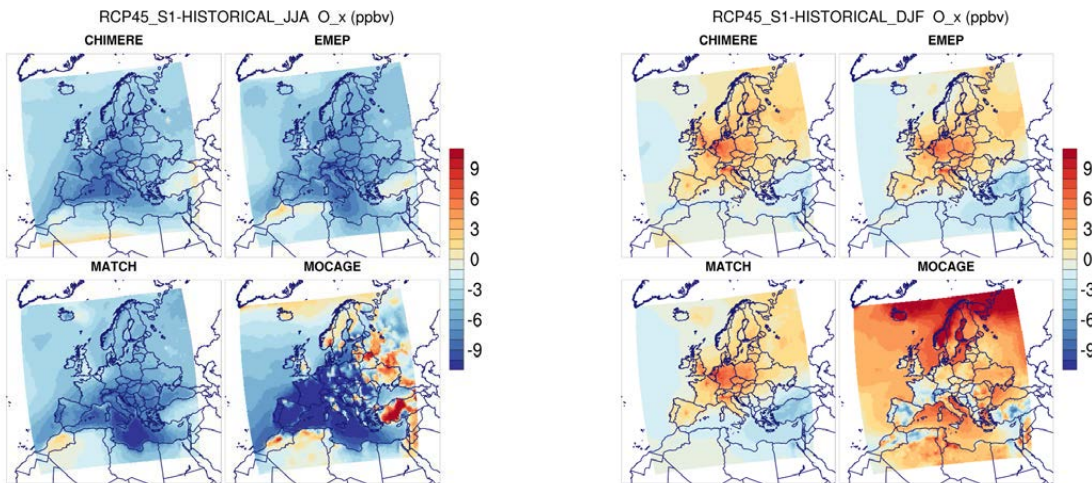 RCP45_S1-HISTORICAL_JJA O_x (ppbv)
CHIMERE EMEP
MATCH MOCAGE
9
6
3
0
-3
-6
-9
RCP45_S1-HISTORICAL_DJF O_x (ppbv)
CHIMERE EMEP
MATCH MOCAGE
9
6
3
0
-3
-6
-9